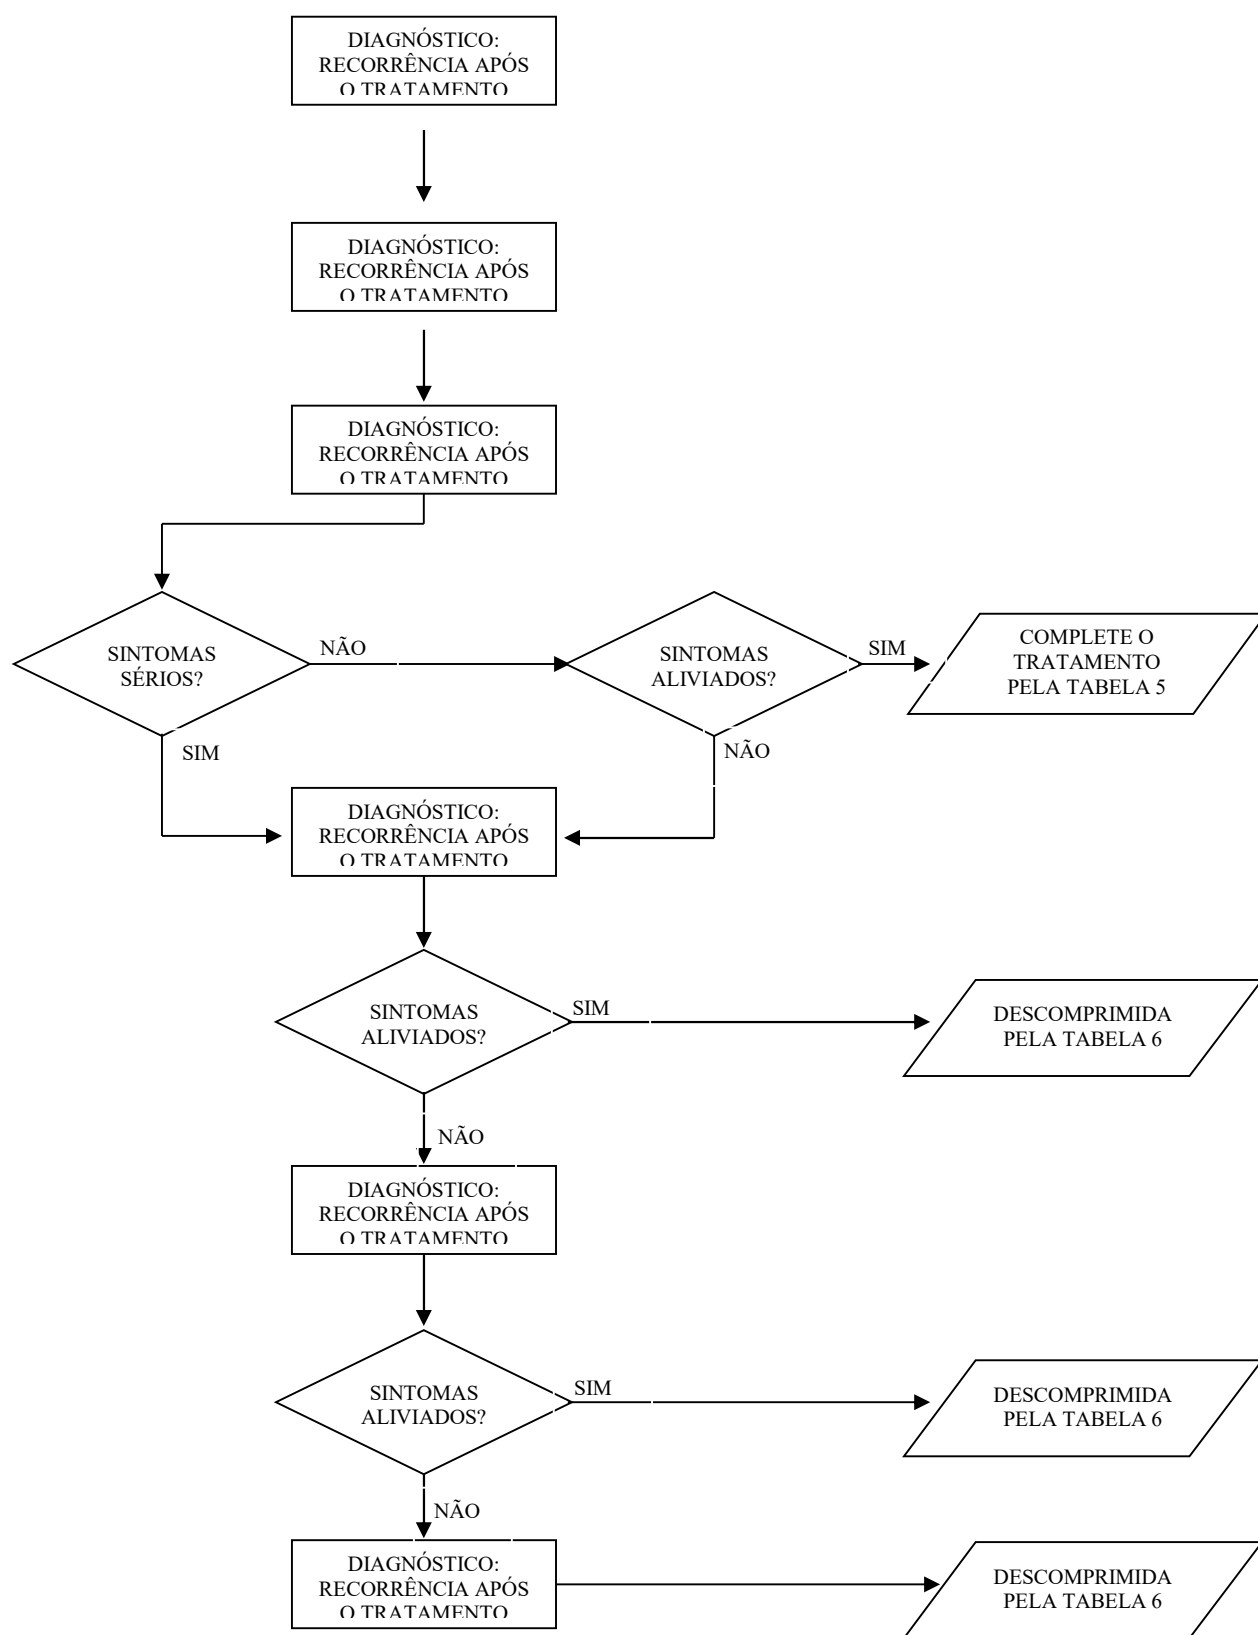 DIAGNÓSTICO:
RECORRÊNCIA APÓS
O TRATAMENTO
DIAGNÓSTICO:
RECORRÊNCIA APÓS
O TRATAMENTO
DIAGNÓSTICO:
RECORRÊNCIA APÓS
O TRATAMENTO
SINTOMAS
SÉRIOS?
NÃO
SINTOMAS
ALIVIADOS?
SIM
COMPLETE O
TRATAMENTO
PELA TABELA 5
SIM
NÃO
DIAGNÓSTICO:
RECORRÊNCIA APÓS
O TRATAMENTO
SINTOMAS
ALIVIADOS?
SIM
DESCOMPRIMIDA
PELA TABELA 6
NÃO
DIAGNÓSTICO:
RECORRÊNCIA APÓS
O TRATAMENTO
SINTOMAS
ALIVIADOS?
SIM
DESCOMPRIMIDA
PELA TABELA 6
NÃO
DIAGNÓSTICO:
RECORRÊNCIA APÓS
O TRATAMENTO
DESCOMPRIMIDA
PELA TABELA 6